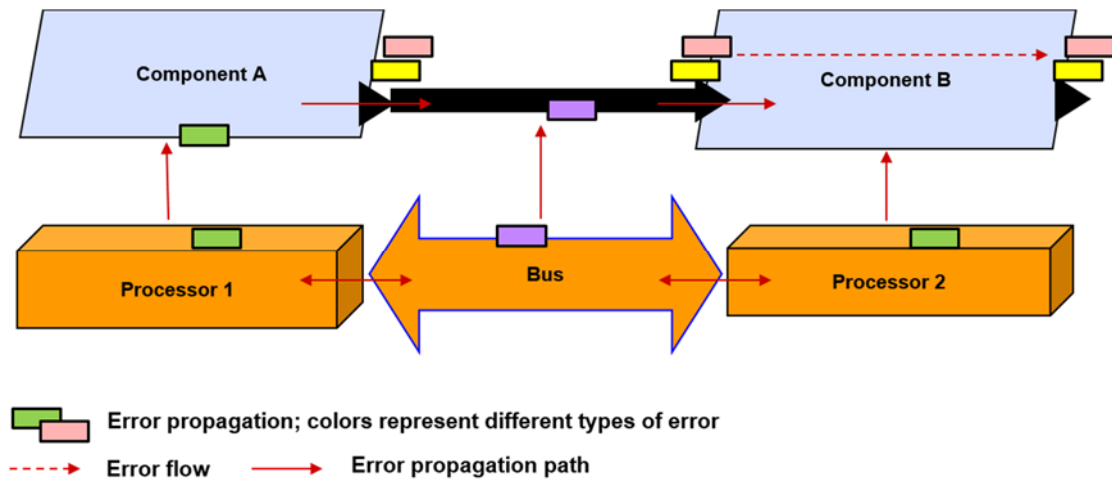 Component A
Component B
Processor 1
Bus
Processor 2
Error propagation; colors represent different types of error
Error flow
Error propagation path